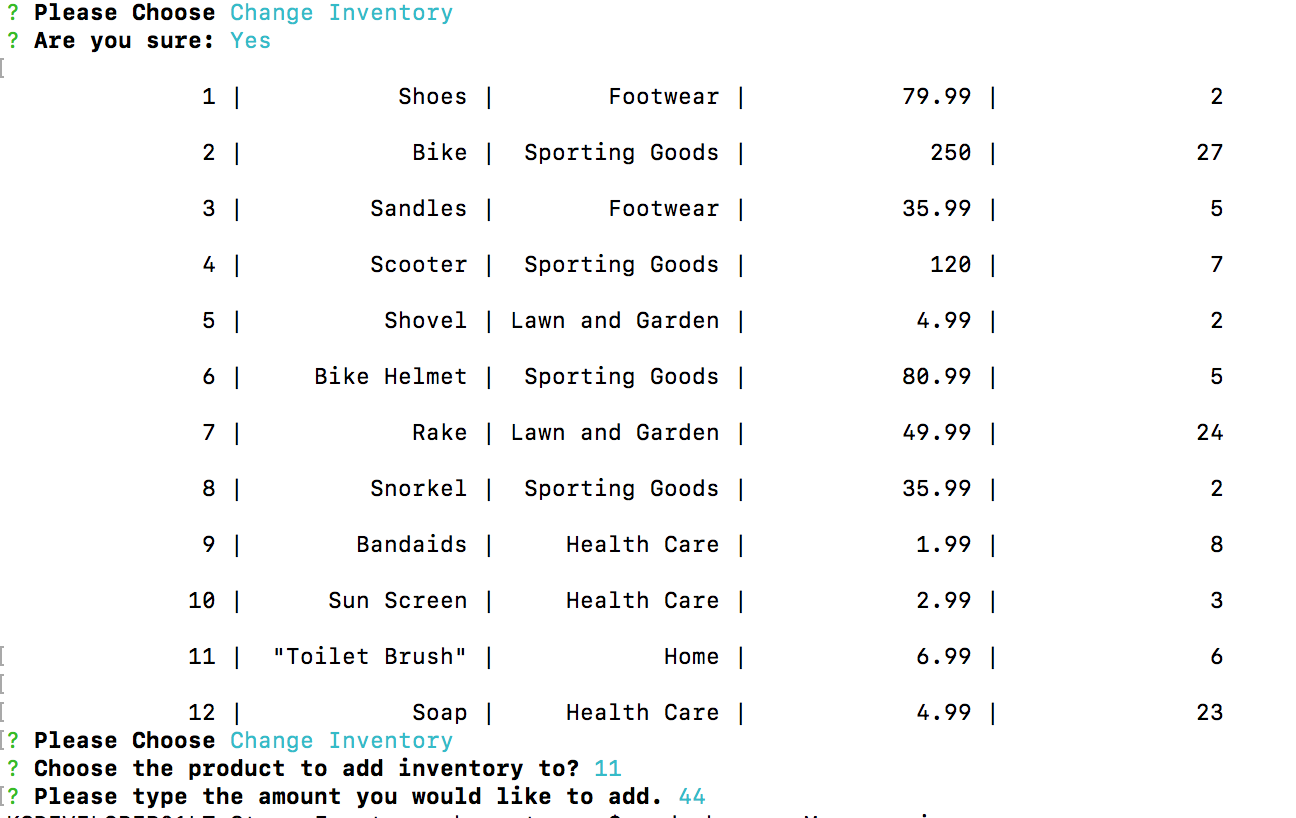 ? Please Choose Change Inventory
? Are you sure: Yes
1 | Shoes | Footwear | 79.99 | 2
2 | Bike | Sporting Goods | 250 | 27
3 | Sandles | Footwear | 35.99 | 5
4 | Scooter | Sporting Goods | 120 | 7
5 | Shovel | Lawn and Garden | 4.99 | 2
6 | Bike Helmet | Sporting Goods | 80.99 | 5
7 | Rake | Lawn and Garden | 49.99 | 24
8 | Snorkel | Sporting Goods | 35.99 | 2
9 | Bandaids | Health Care | 1.99 | 8
10 | Sun Screen | Health Care | 2.99 | 3
11 | "Toilet Brush" | Home | 6.99 | 6
12 | Soap | Health Care | 4.99 | 23
? Please Choose Change Inventory
? Choose the product to add inventory to? 11
? Please type the amount you would like to add. 44